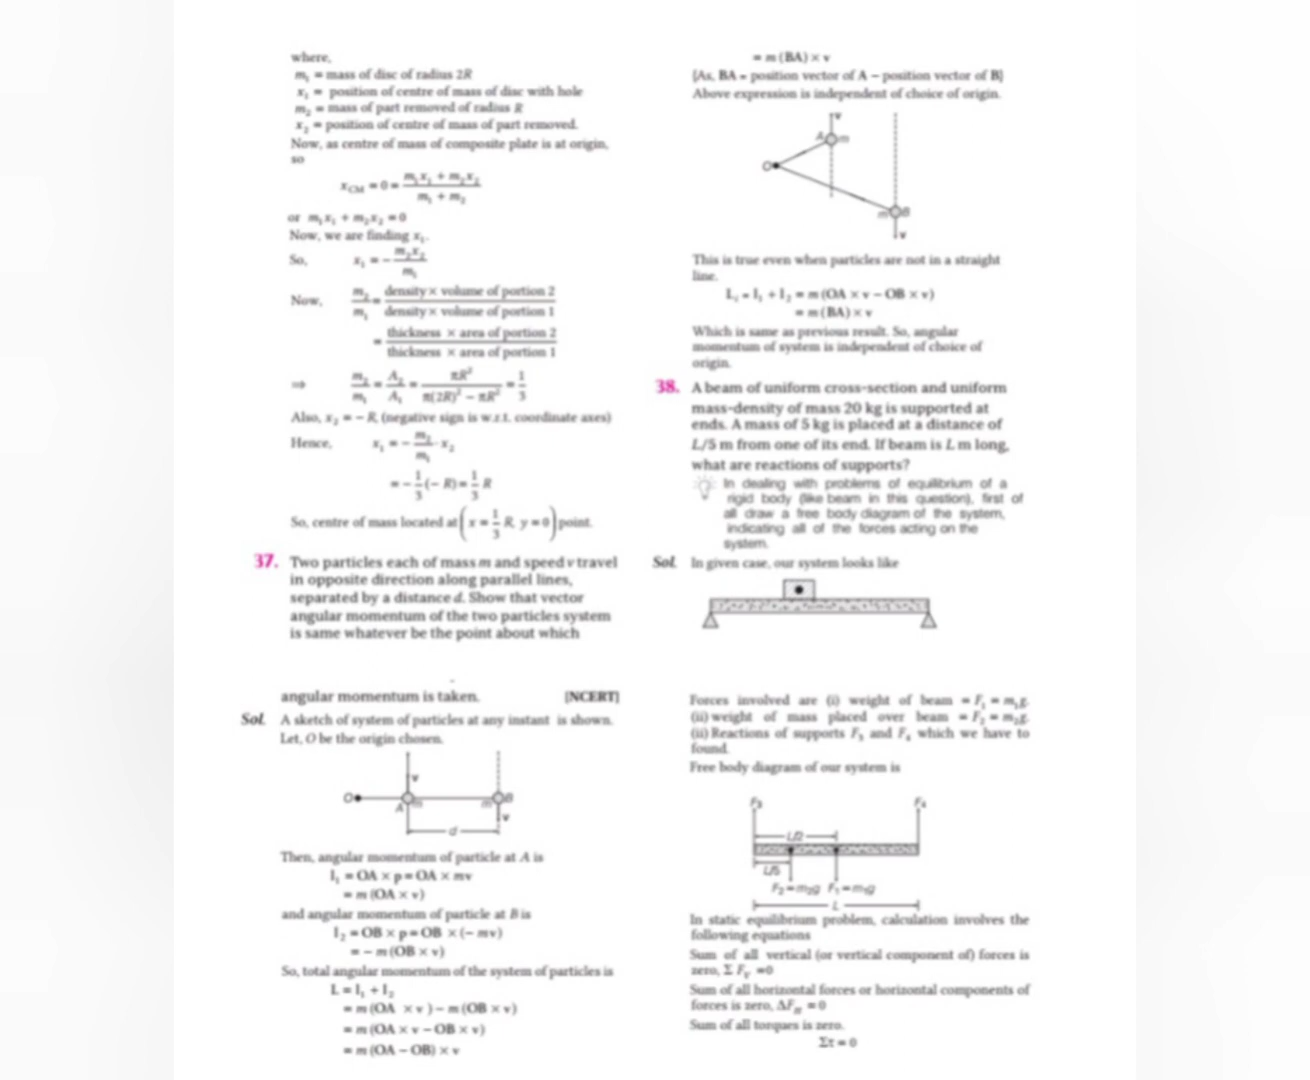 where,
m₁ = mass of disc of radius 2R
x₁ = position of centre of mass of disc with hole
m₂ = mass of part removed of radius R
x₂ = position of centre of mass of part removed.
Now, as centre of mass of composite plate is at origin,
so
x_CM = 0 = (m₁x₁ + m₂x₂)/(m₁ + m₂)
or m₁x₁ + m₂x₂ = 0
Now, we are finding x₁.
So, x₁ = − m₂x₂/m₁
Now, m₂/m₁ = density × volume of portion 2/density × volume of portion 1
= thickness × area of portion 2/thickness × area of portion 1
⇒ m₂/m₁ = A₂/A₁ = πR²/(π(2R)² − πR²) = 1/3
Also, x₂ = − R, (negative sign is w.r.t. coordinate axes)
Hence, x₁ = − m₂/m₁ · x₂
= − 1/3 (− R) = 1/3 R
So, centre of mass located at (x = 1/3 R, y = 0) point.
37. Two particles each of mass m and speed v travel
in opposite direction along parallel lines,
separated by a distance d. Show that vector
angular momentum of the two particles system
is same whatever be the point about which
angular momentum is taken. [NCERT]
Sol. A sketch of system of particles at any instant is shown.
Let, O be the origin chosen.
v
O A m m B
v
d
Then, angular momentum of particle at A is
l₁ = OA × p = OA × mv
= m (OA × v)
and angular momentum of particle at B is
l₂ = OB × p = OB × (− mv)
= − m (OB × v)
So, total angular momentum of the system of particles is
L = l₁ + l₂
= m (OA × v) − m (OB × v)
= m (OA × v − OB × v)
= m (OA − OB) × v
= m (BA) × v
[As, BA = position vector of A − position vector of B]
Above expression is independent of choice of origin.
v
A m
O
m B
v
This is true even when particles are not in a straight
line.
L = l₁ + l₂ = m (OA × v − OB × v)
= m (BA) × v
Which is same as previous result. So, angular
momentum of system is independent of choice of
origin.
38. A beam of uniform cross-section and uniform
mass-density of mass 20 kg is supported at
ends. A mass of 5 kg is placed at a distance of
L/5 m from one of its end. If beam is L m long,
what are reactions of supports?
In dealing with problems of equilibrium of a
rigid body (like beam in this question), first of
all draw a free body diagram of the system,
indicating all of the forces acting on the
system.
Sol. In given case, our system looks like
Forces involved are (i) weight of beam = F₁ = m₁g.
(ii) weight of mass placed over beam = F₂ = m₂g.
(ii) Reactions of supports F₃ and F₄ which we have to
found.
Free body diagram of our system is
F₃ F₄
L/2
L/5
F₂=m₂g F₁=m₁g
L
In static equilibrium problem, calculation involves the
following equations
Sum of all vertical (or vertical component of) forces is
zero, Σ F_V = 0
Sum of all horizontal forces or horizontal components of
forces is zero, ΔF_H = 0
Sum of all torques is zero.
Στ = 0